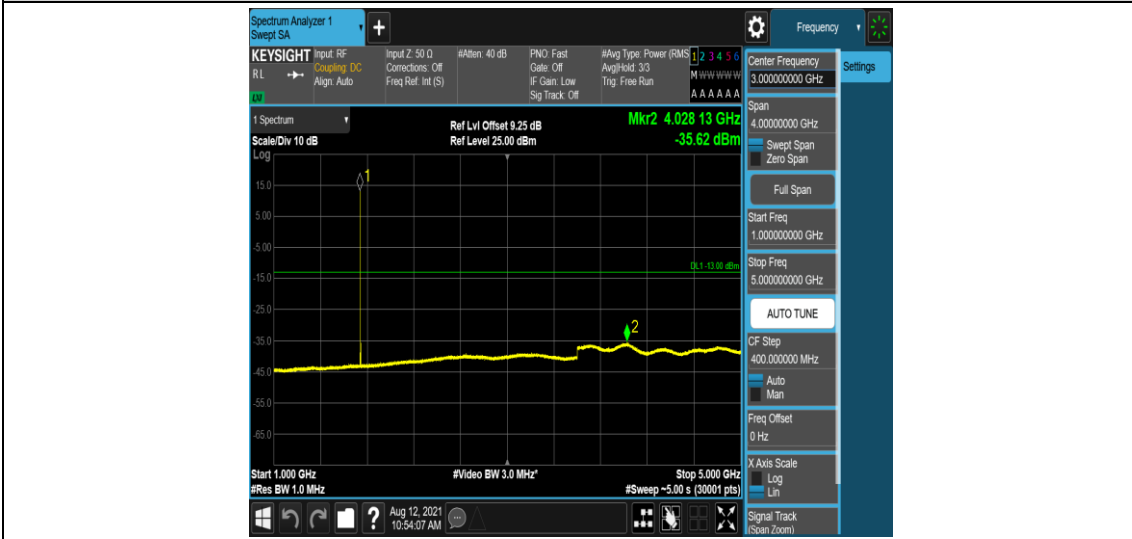 Spectrum Analyzer 1
Swept SA
Frequency
KEYSIGHT
RL
Input: RF
Coupling: DC
Align: Auto
Input Z: 50 Ω
Corrections: Off
Freq Ref: Int (S)
#Atten: 40 dB
PNO: Fast
Gate: Off
IF Gain: Low
Sig Track: Off
#Avg Type: Power (RMS
Avg|Hold: 3/3
Trig: Free Run
1 2 3 4 5 6
M W W W W W
A A A A A A
1 Spectrum
Scale/Div 10 dB
Log
Ref Lvl Offset 9.25 dB
Ref Level 25.00 dBm
Mkr2 4.028 13 GHz
-35.62 dBm
1
15.0
5.00
-5.00
DL1 -13.00 dBm
-15.0
-25.0
2
-35.0
-45.0
-55.0
-65.0
Start 1.000 GHz
#Video BW 3.0 MHz*
Stop 5.000 GHz
#Res BW 1.0 MHz
#Sweep ~5.00 s (30001 pts)
?
Aug 12, 2021
10:54:07 AM
Center Frequency
3.000000000 GHz
Settings
Span
4.00000000 GHz
Swept Span
Zero Span
Full Span
Start Freq
1.000000000 GHz
Stop Freq
5.000000000 GHz
AUTO TUNE
CF Step
400.000000 MHz
Auto
Man
Freq Offset
0 Hz
X Axis Scale
Log
Lin
Signal Track
(Span Zoom)